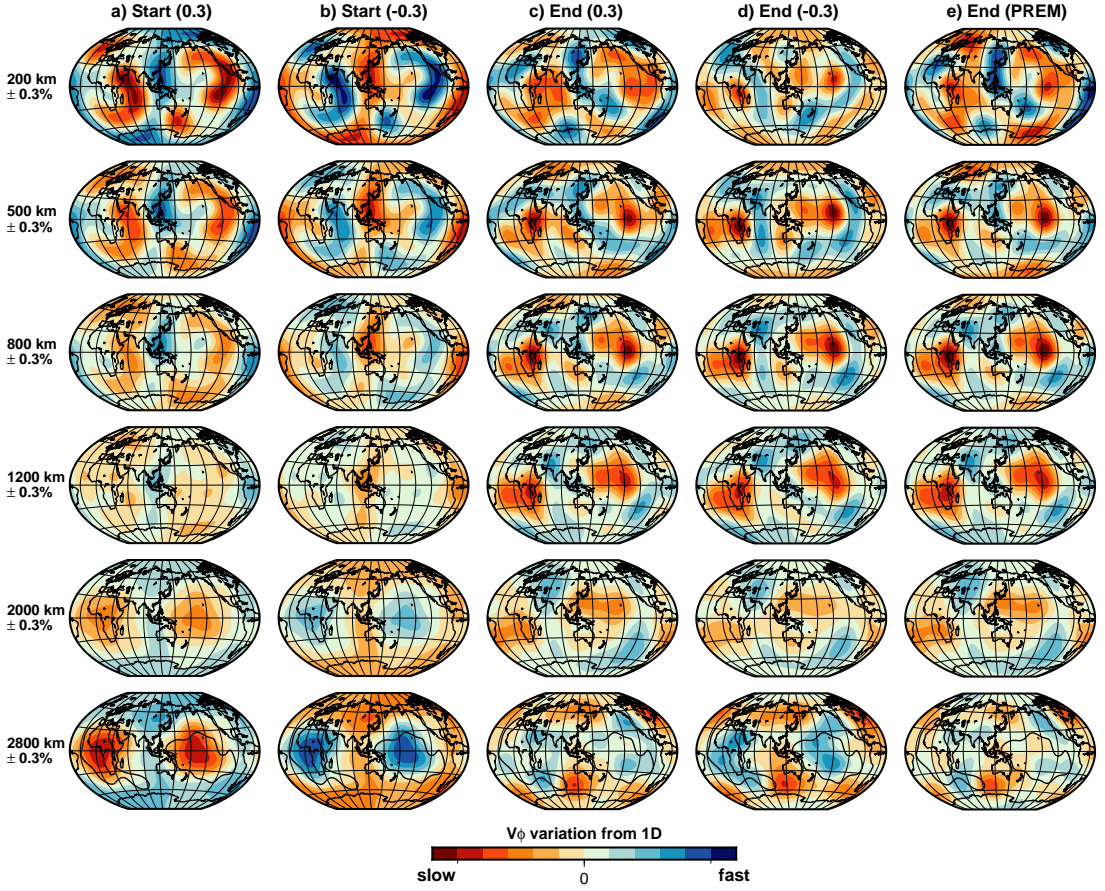 a) Start (0.3) b) Start (-0.3) c) End (0.3) d) End (-0.3) e) End (PREM)
200 km
± 0.3%
500 km
± 0.3%
800 km
± 0.3%
1200 km
± 0.3%
2000 km
± 0.3%
2800 km
± 0.3%
Vϕ variation from 1D
slow 0 fast